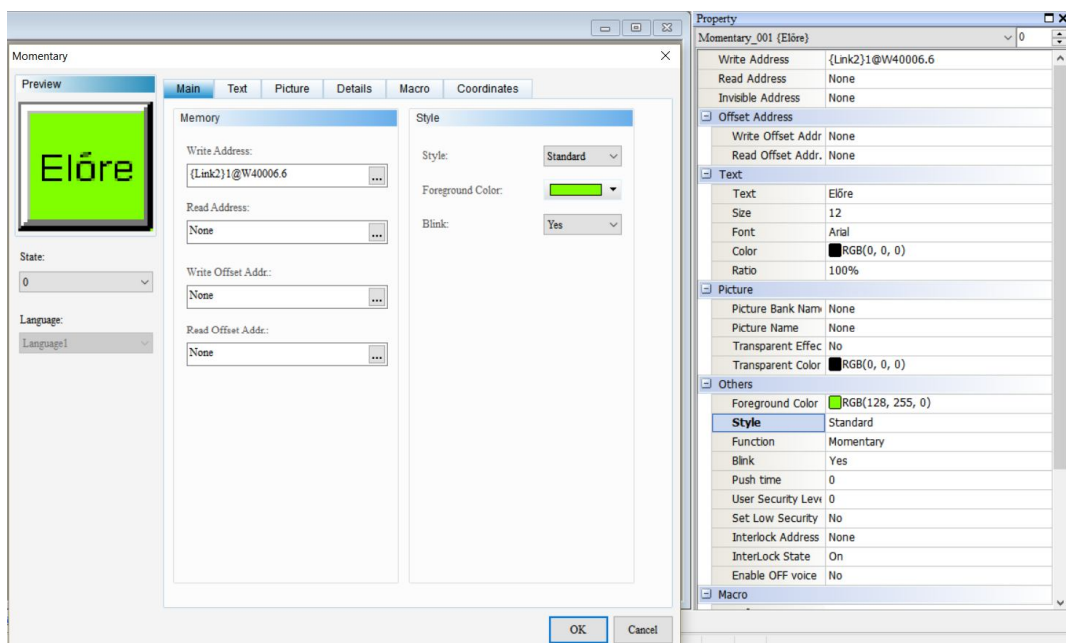 Momentary
Preview
Előre
State:
0
Language:
Language1
Main Text Picture Details Macro Coordinates
Memory
Write Address:
{Link2}1@W40006.6
...
Read Address:
None
...
Write Offset Addr.:
None
...
Read Offset Addr.:
None
...
Style
Style: Standard
Foreground Color:
Blink: Yes
OK Cancel
Property
Momentary_001 {Előre} 0
Write Address {Link2}1@W40006.6
Read Address None
Invisible Address None
Offset Address
Write Offset Addr None
Read Offset Addr. None
Text
Text Előre
Size 12
Font Arial
Color RGB(0, 0, 0)
Ratio 100%
Picture
Picture Bank Nam None
Picture Name None
Transparent Effec No
Transparent Color RGB(0, 0, 0)
Others
Foreground Color RGB(128, 255, 0)
Style Standard
Function Momentary
Blink Yes
Push time 0
User Security Leve 0
Set Low Security No
Interlock Address None
InterLock State On
Enable OFF voice No
Macro